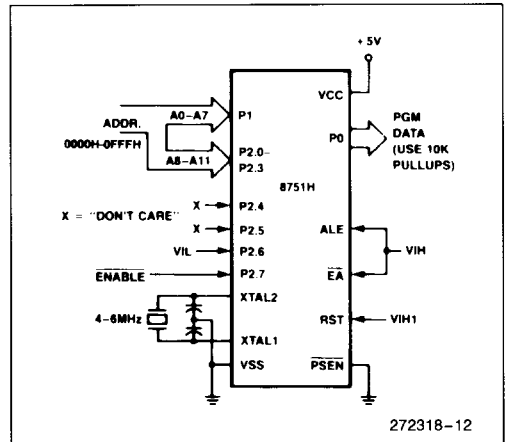 + 5V
VCC
A0–A7
P1
ADDR.
0000H-0FFFH
A8–A11
P2.0–
P2.3
P0
PGM
DATA
(USE 10K
PULLUPS)
8751H
X = "DON'T CARE"
X
P2.4
X
P2.5
VIL
P2.6
ENABLE
P2.7
ALE
VIH
EA
XTAL2
4–6MHz
XTAL1
VSS
RST
VIH1
PSEN
272318–12